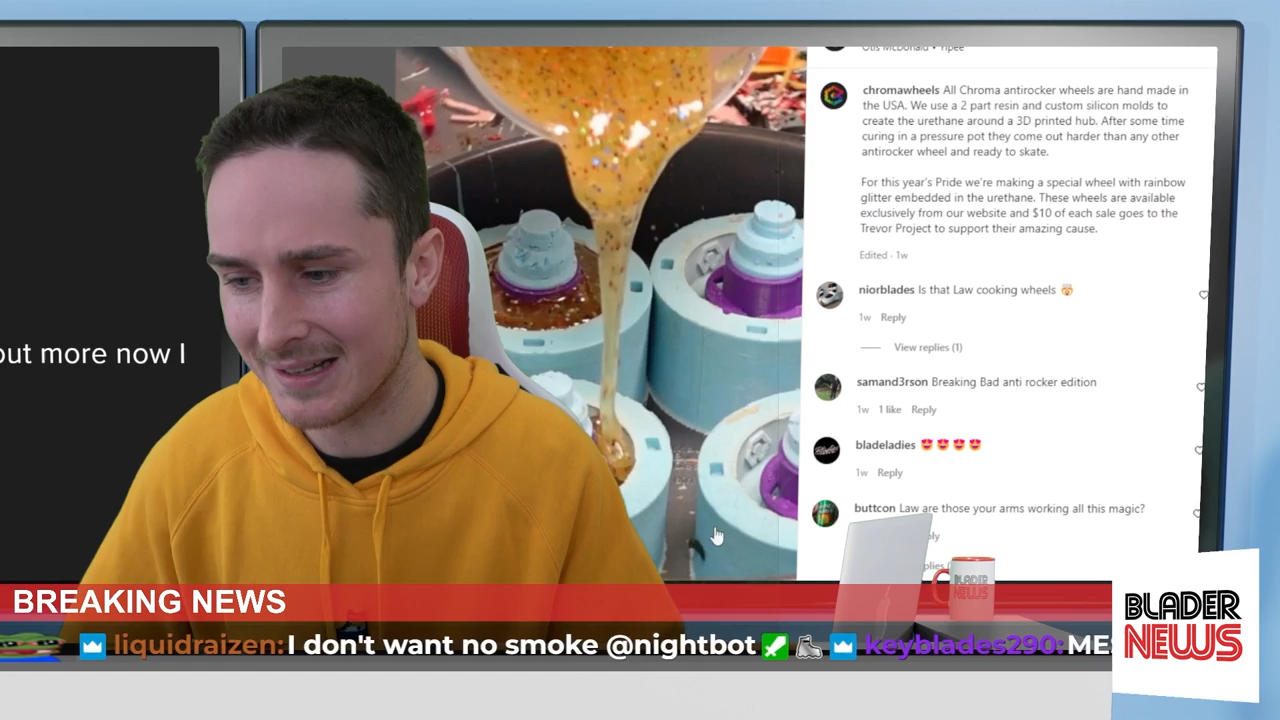 out more now I
Otis McDonald • Yipee
chromawheels All Chroma antirocker wheels are hand made in
the USA. We use a 2 part resin and custom silicon molds to
create the urethane around a 3D printed hub. After some time
curing in a pressure pot they come out harder than any other
antirocker wheel and ready to skate.
For this year's Pride we're making a special wheel with rainbow
glitter embedded in the urethane. These wheels are available
exclusively from our website and $10 of each sale goes to the
Trevor Project to support their amazing cause.
Edited · 1w
niorblades Is that Law cooking wheels 🤯
1w Reply
View replies (1)
samand3rson Breaking Bad anti rocker edition
1w 1 like Reply
bladeladies 😍😍😍😍
1w Reply
buttcon Law are those your arms working all this magic?
BLADER
NEWS
BREAKING NEWS
liquidraizen: I don't want no smoke @nightbot keyblades290: MES
BLADER
NEWS